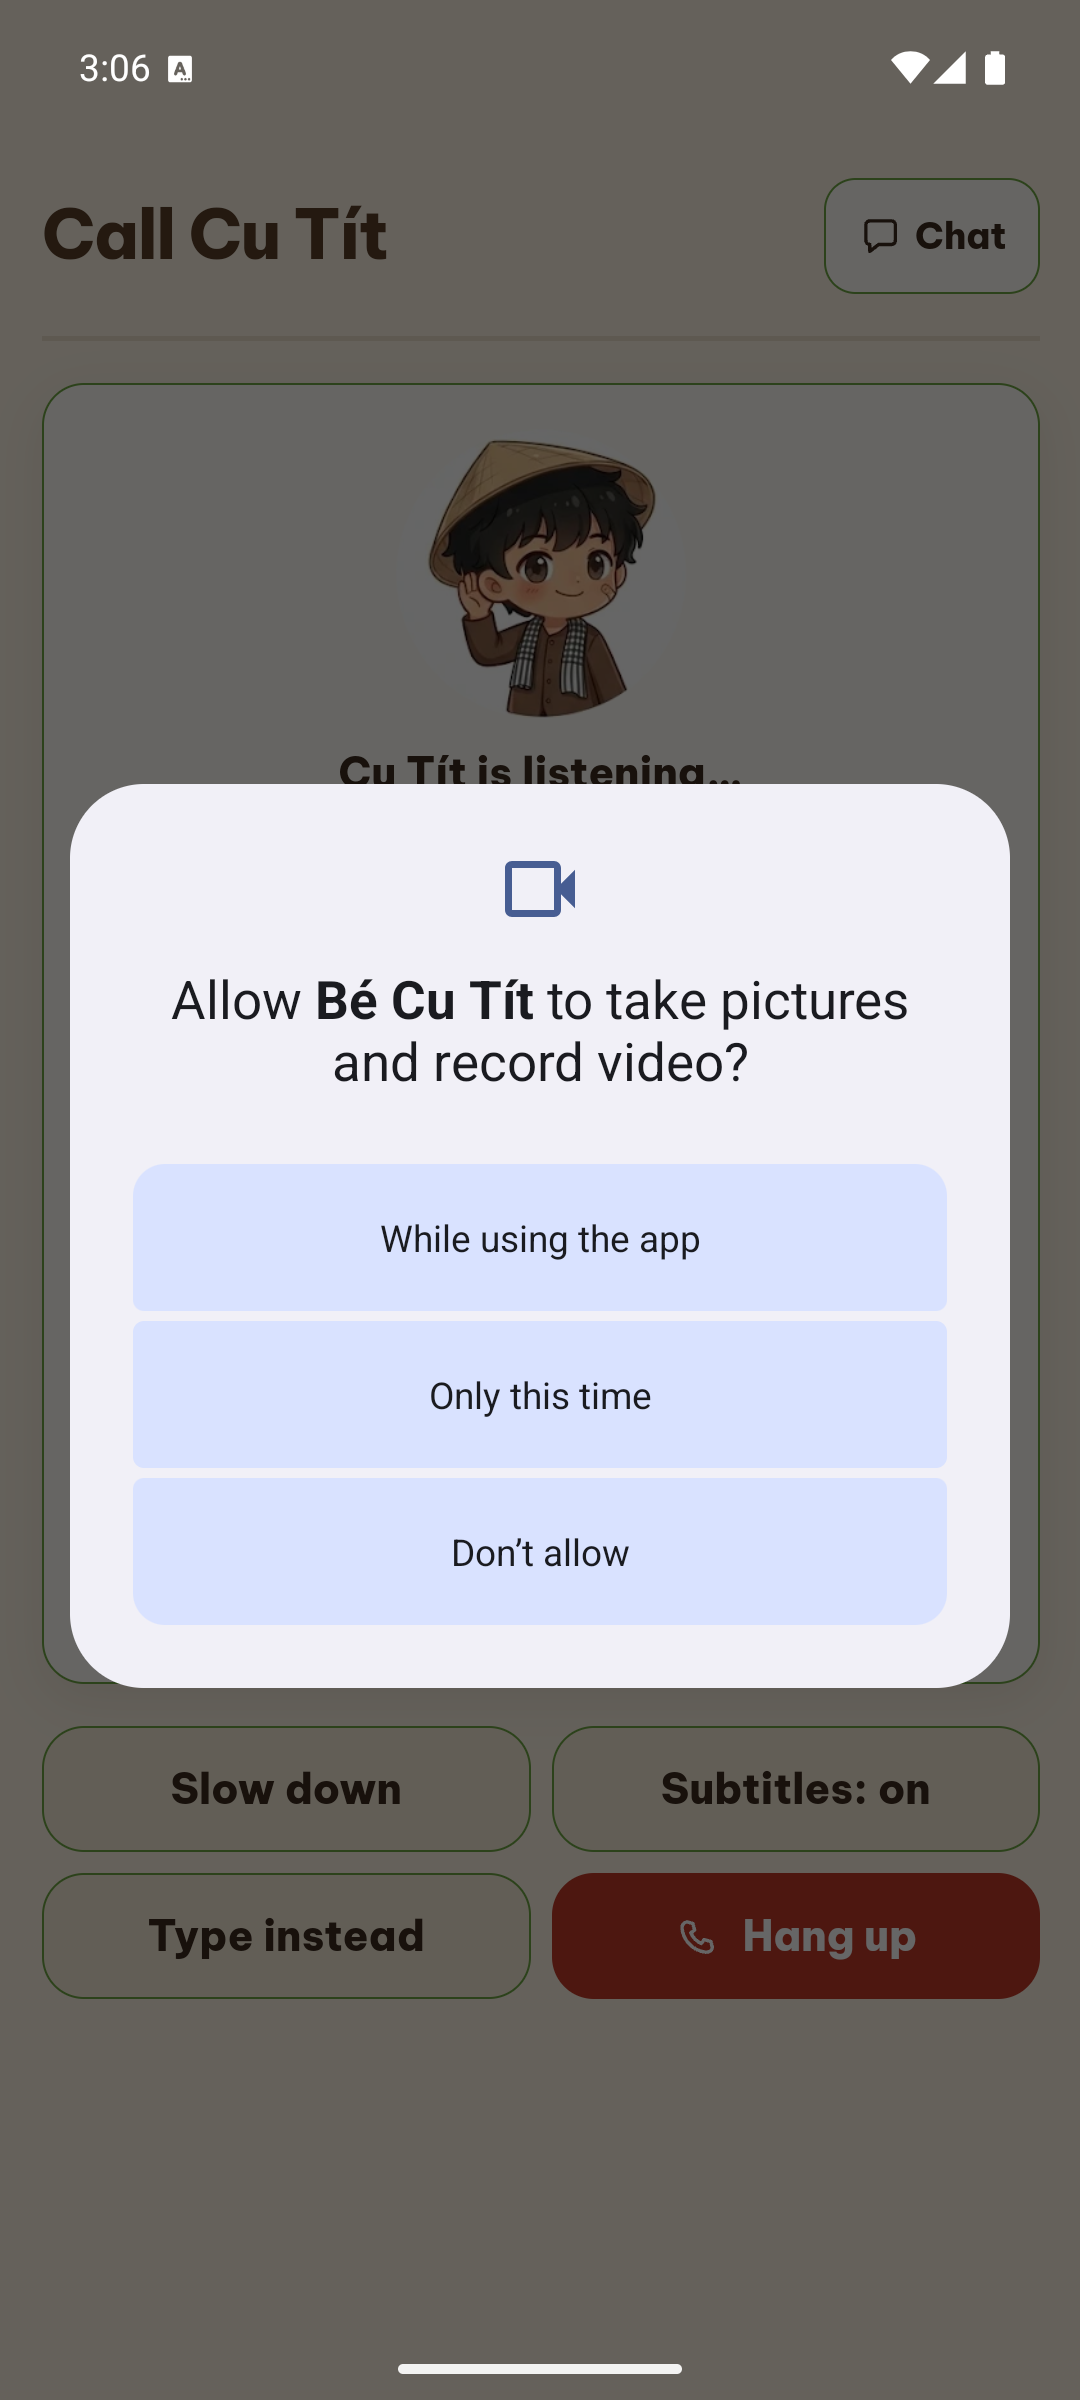 3:06
Call Cu Tít
Chat
Cu Tít is listening...
Allow Bé Cu Tít to take pictures
and record video?
While using the app
Only this time
Don’t allow
Slow down
Subtitles: on
Type instead
Hang up